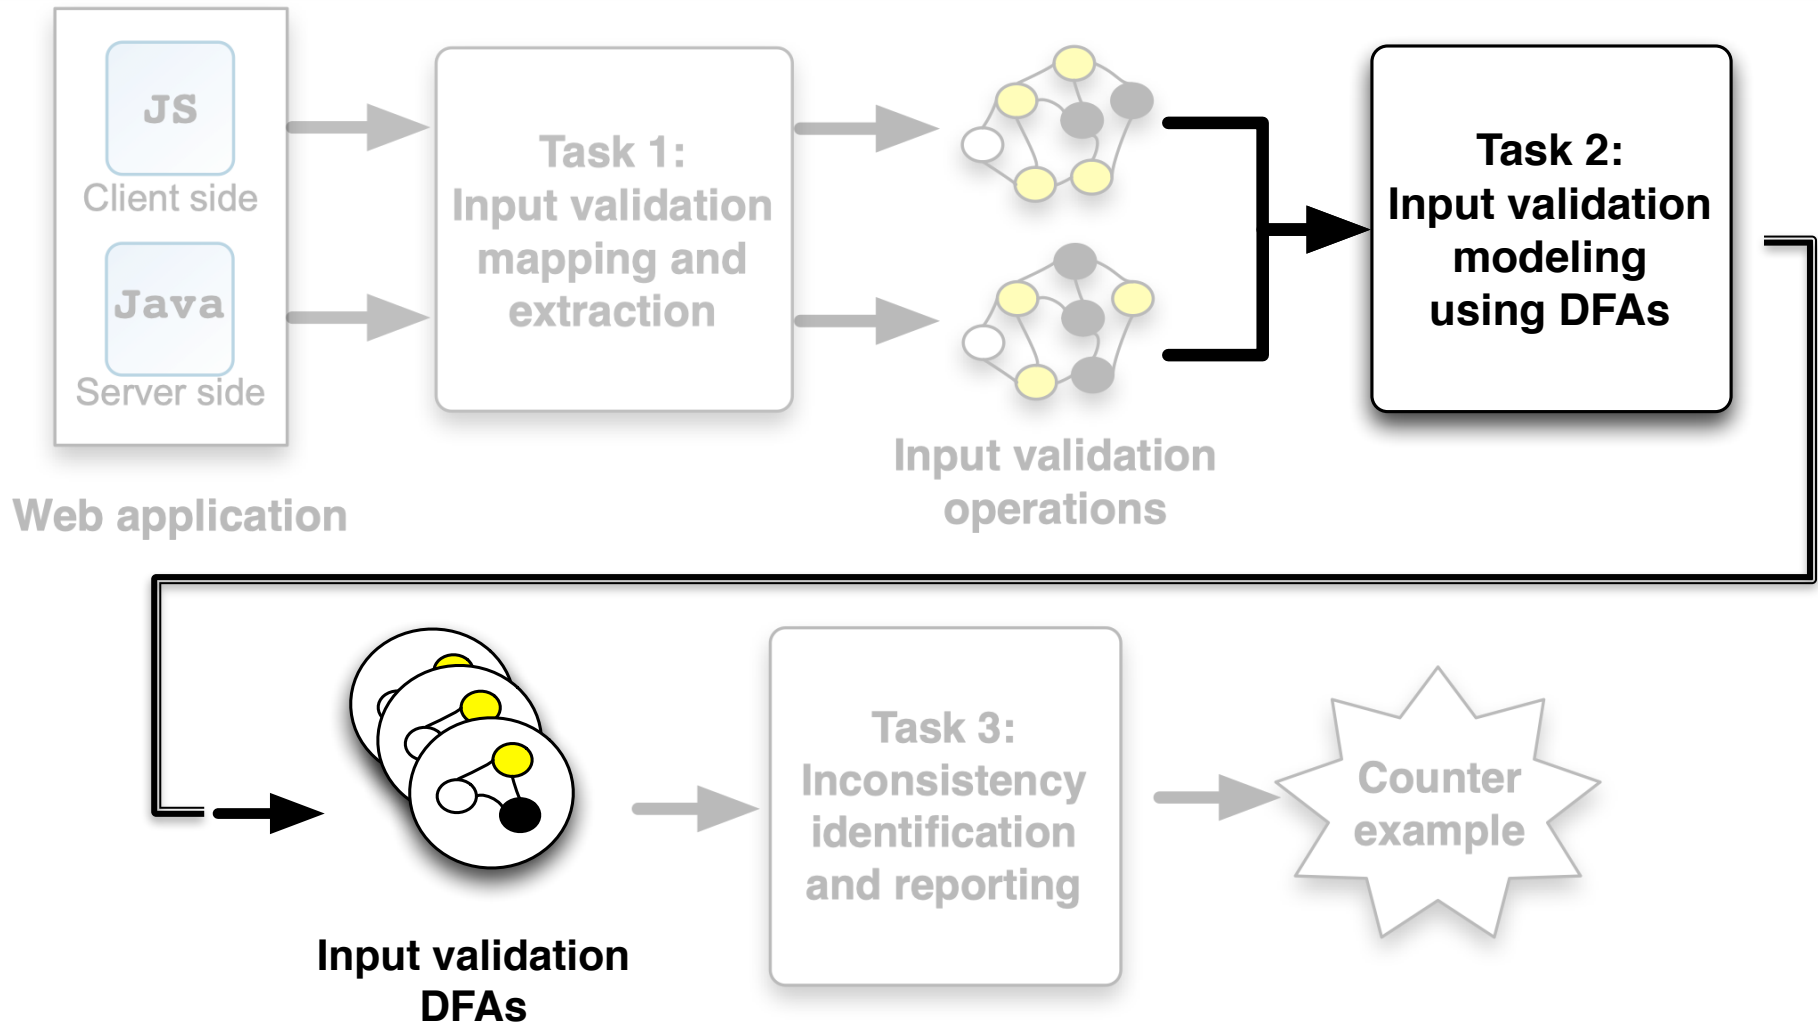 JS
Client side
Java
Server side
Web application
Task 1:
Input validation
mapping and
extraction
Input validation
operations
Task 2:
Input validation
modeling
using DFAs
Input validation
DFAs
Task 3:
Inconsistency
identification
and reporting
Counter
example